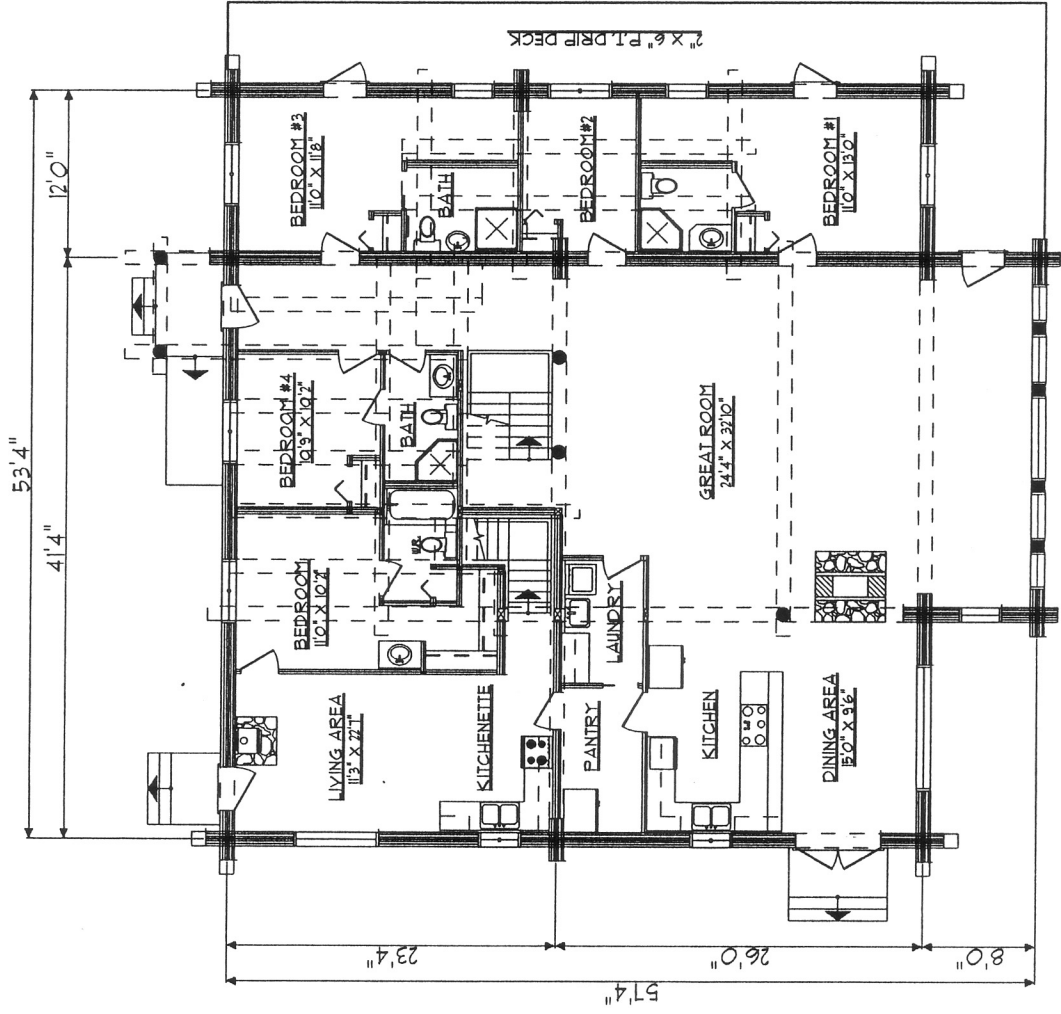 2" X 6" P.T. DRIP DECK
12'0"
41'4"
53'4"
BEDROOM #3
11'0" X 11'8"
BATH
BEDROOM #2
BEDROOM #1
11'0" X 13'0"
BEDROOM #4
10'9" X 10'2"
BATH
GREAT ROOM
24'4" X 32'10"
BEDROOM
11'0" X 10'2"
LAUNDRY
LIVING AREA
11'3" X 22'7"
KITCHENETTE
PANTRY
KITCHEN
DINING AREA
15'0" X 9'6"
23'4"
26'0"
8'0"
57'4"